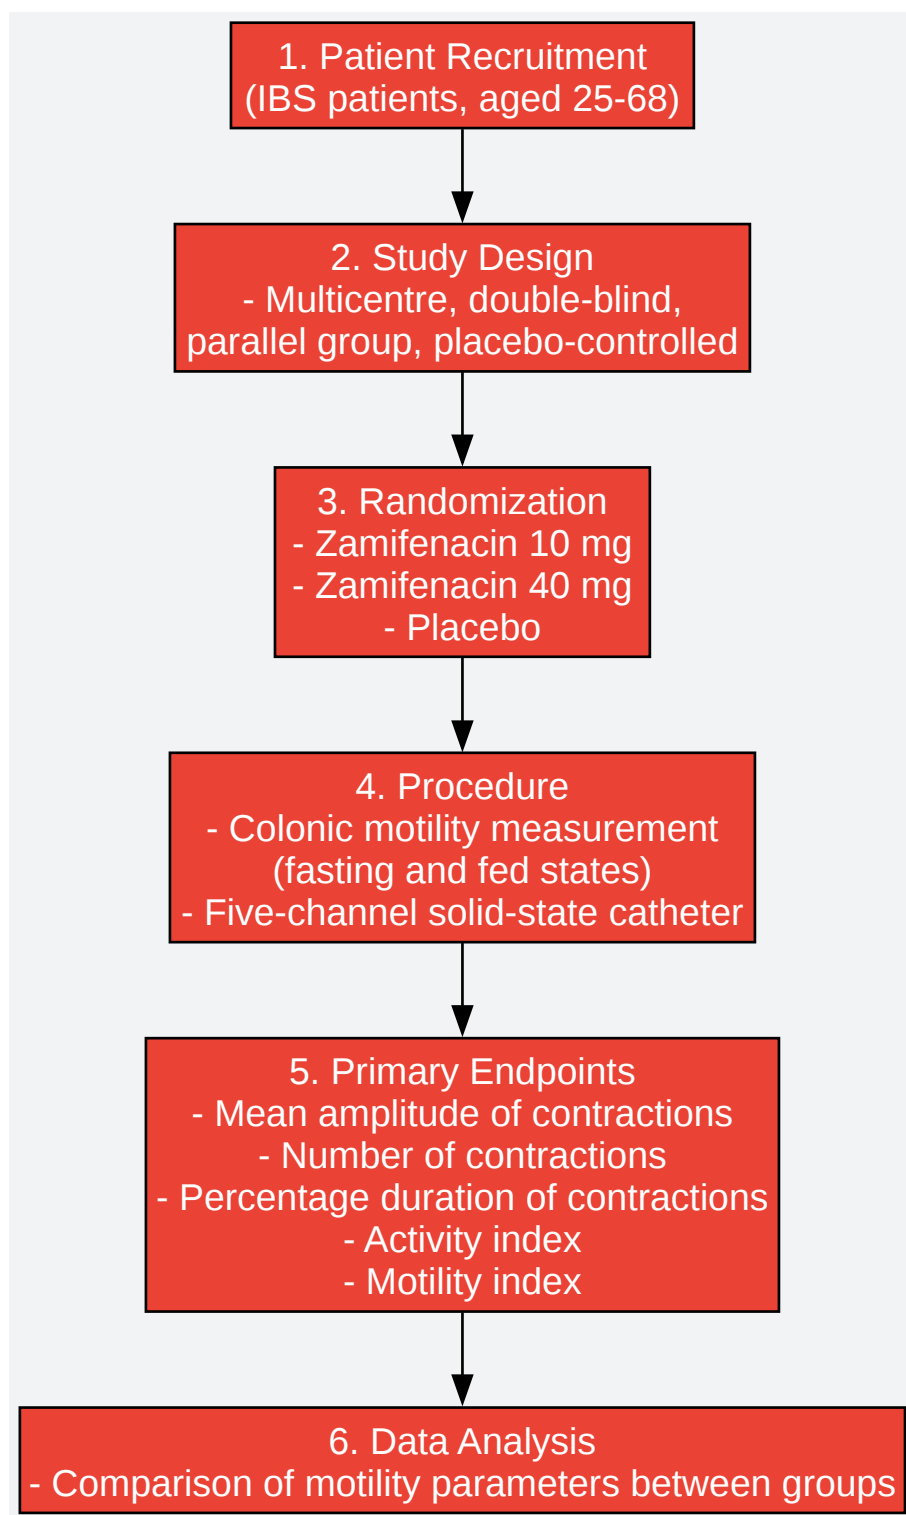 1. Patient Recruitment
(IBS patients, aged 25-68)
2. Study Design
- Multicentre, double-blind,
parallel group, placebo-controlled
3. Randomization
- Zamifenacin 10 mg
- Zamifenacin 40 mg
- Placebo
4. Procedure
- Colonic motility measurement
(fasting and fed states)
- Five-channel solid-state catheter
5. Primary Endpoints
- Mean amplitude of contractions
- Number of contractions
- Percentage duration of contractions
- Activity index
- Motility index
6. Data Analysis
- Comparison of motility parameters between groups